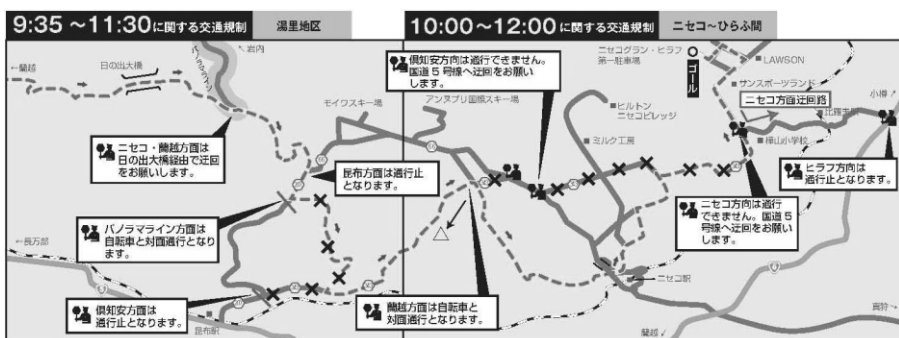 9:35 ～11:30に関する交通規制
湯里地区
10:00～12:00に関する交通規制
ニセコ～ひらふ間
←蘭越
日の出大橋
岩内
モイワスキー場
アンヌプリ国際スキー場
倶知安方向は通行できません。
国道5号線へ迂回をお願い
します。
ニセコグラン・ヒラフ
第一駐車場
ゴール
LAWSON
サンスポーツランド
ニセコ方面迂回路
小樽
比羅夫駅
樺山小学校
ヒルトン
ニセコビレッジ
ミルク工房
ニセコ・蘭越方面は
日の出大橋経由で迂回
をお願いします。
昆布方面は通行止
となります。
ヒラフ方向は
通行止となります。
パノラマライン方面は
自転車と対面通行となり
ます。
ニセコ方向は通行
できません。国道5
号線へ迂回をお願い
します。
←長万部
倶知安方面は
通行止となります。
昆布駅
蘭越方面は自転車と
対面通行となります。
ニセコ駅
蘭越
真狩
5